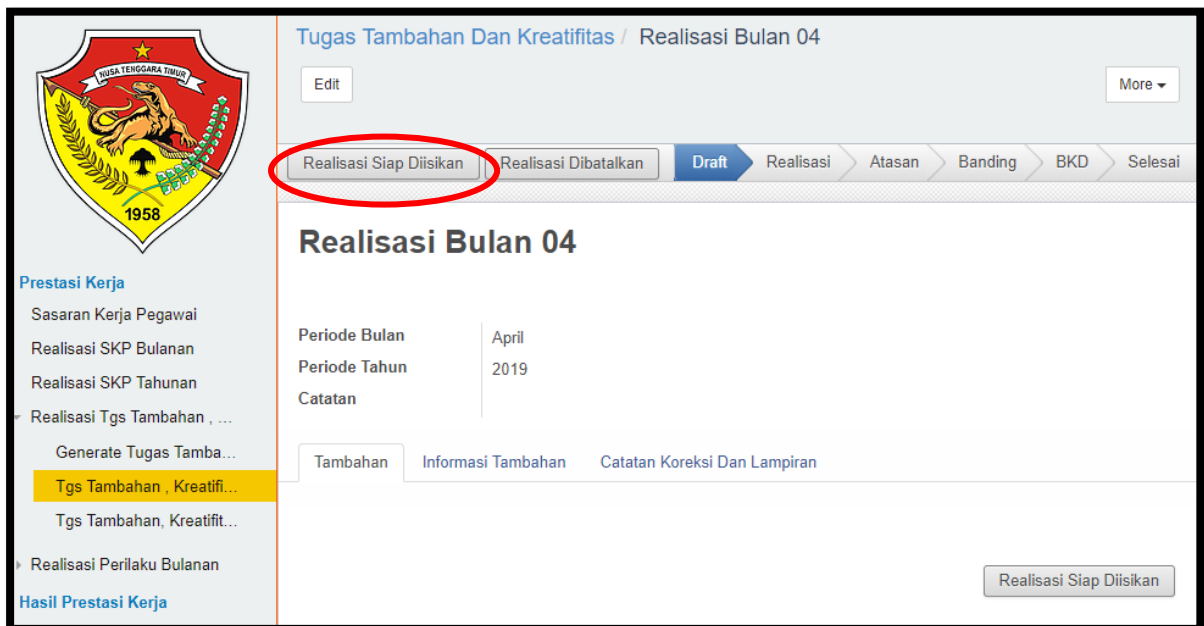 NUSA TENGGARA TIMUR
1958
Prestasi Kerja
Sasaran Kerja Pegawai
Realisasi SKP Bulanan
Realisasi SKP Tahunan
Realisasi Tgs Tambahan , ...
Generate Tugas Tamba...
Tgs Tambahan , Kreatifi...
Tgs Tambahan, Kreatifit...
Realisasi Perilaku Bulanan
Hasil Prestasi Kerja
Tugas Tambahan Dan Kreatifitas / Realisasi Bulan 04
Edit More
Realisasi Siap Diisikan Realisasi Dibatalkan Draft Realisasi Atasan Banding BKD Selesai
Realisasi Bulan 04
Periode Bulan April
Periode Tahun 2019
Catatan
Tambahan Informasi Tambahan Catatan Koreksi Dan Lampiran
Realisasi Siap Diisikan